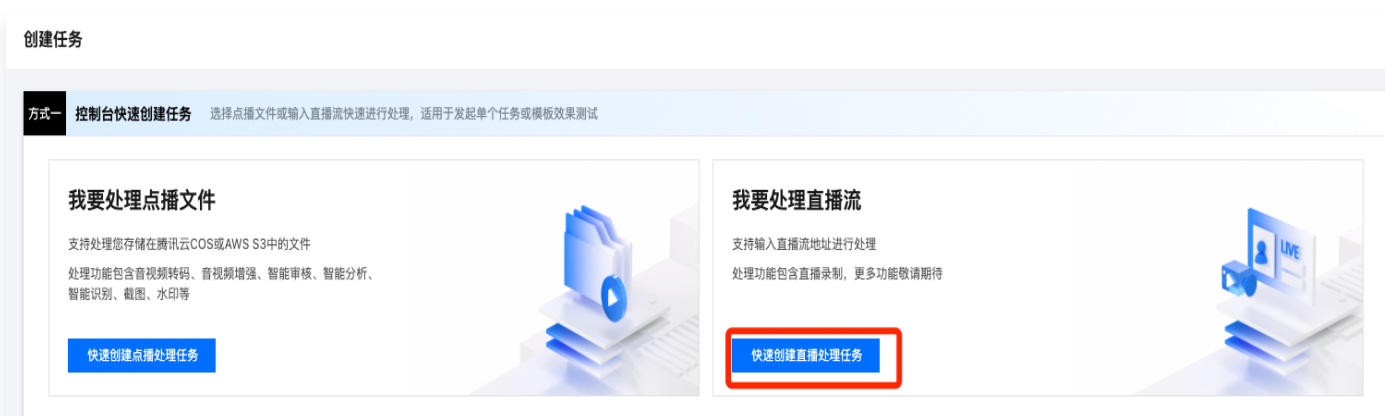 创建任务
方式一 控制台快速创建任务 选择点播文件或输入直播流快速进行处理，适用于发起单个任务或模板效果测试
我要处理点播文件
支持处理您存储在腾讯云COS或AWS S3中的文件
处理功能包含音视频转码、音视频增强、智能审核、智能分析、
智能识别、截图、水印等
快速创建点播处理任务
我要处理直播流
支持输入直播流地址进行处理
处理功能包含直播录制，更多功能敬请期待
LIVE
快速创建直播处理任务